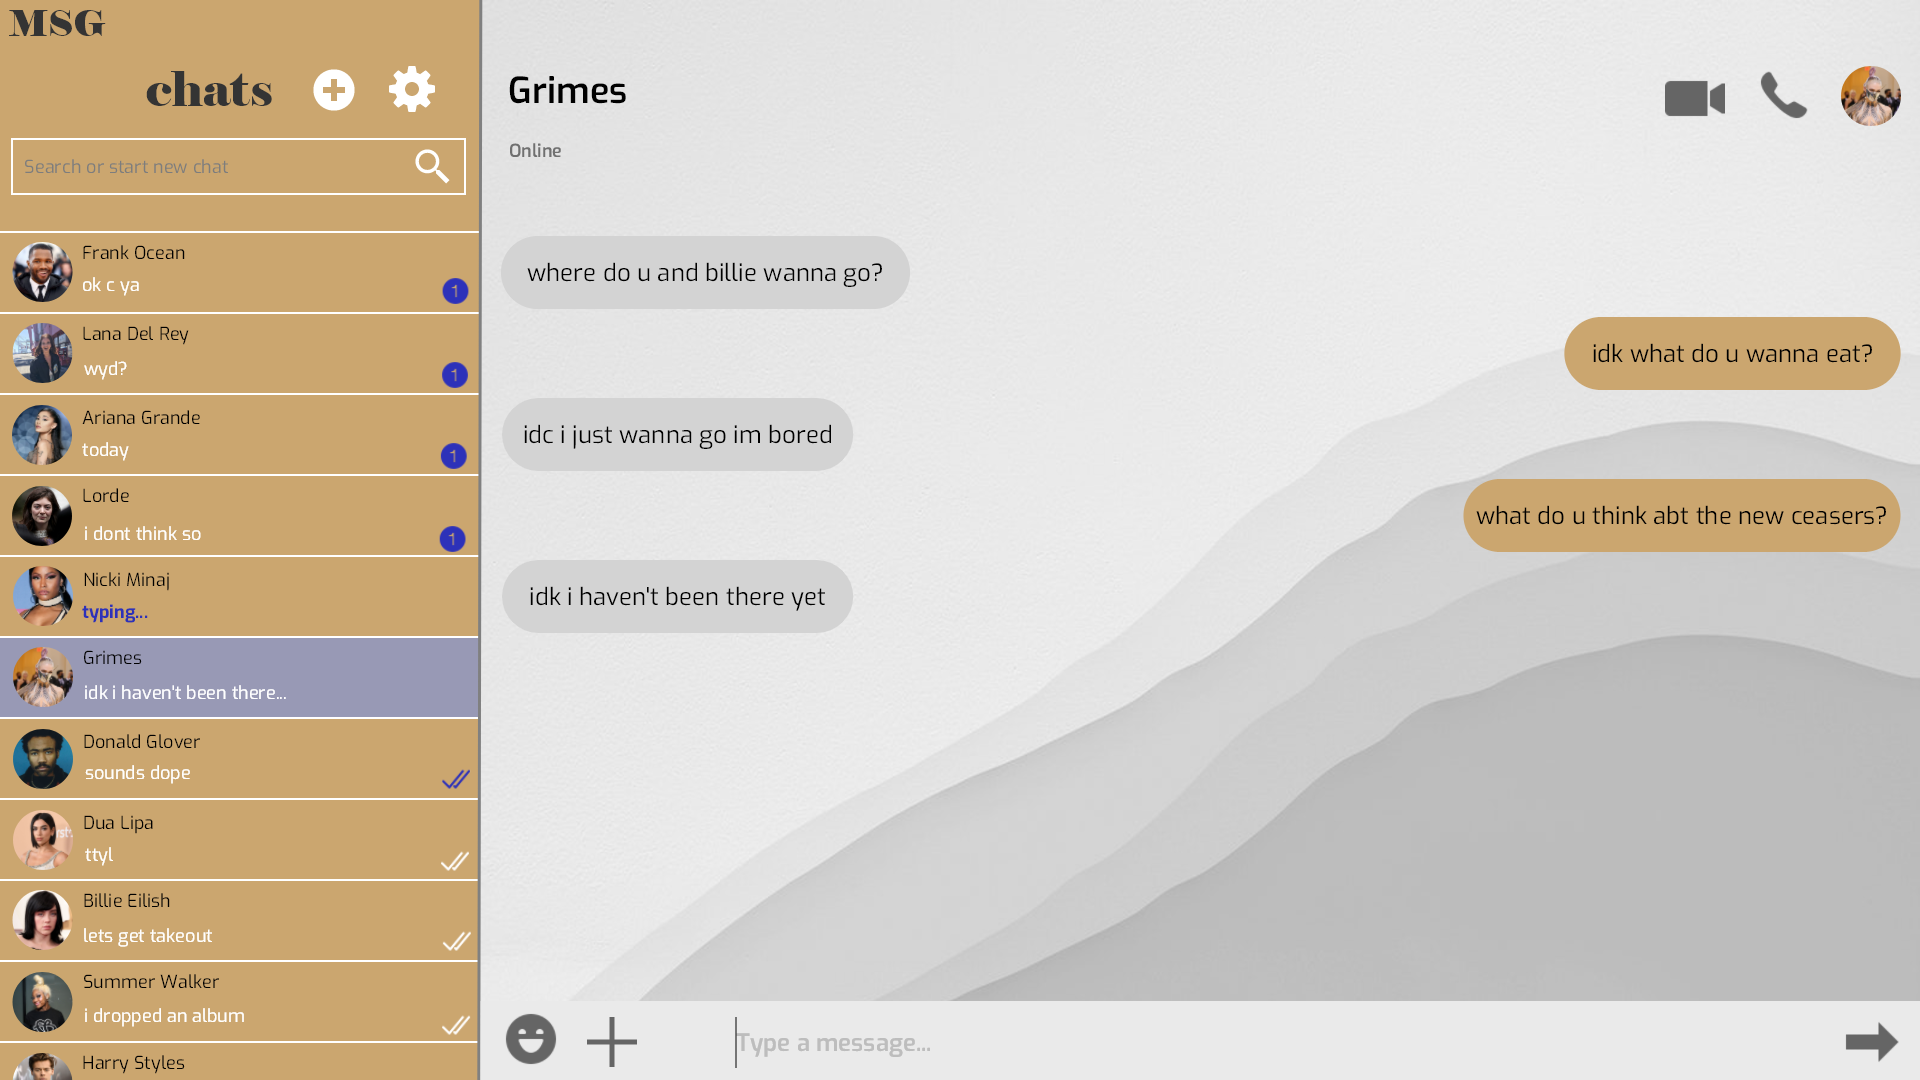 MSG
chats
Search or start new chat
Frank Ocean
ok c ya
1
Lana Del Rey
wyd?
1
Ariana Grande
today
1
Lorde
i dont think so
1
Nicki Minaj
typing...
Grimes
idk i haven't been there...
Donald Glover
sounds dope
Dua Lipa
ttyl
Billie Eilish
lets get takeout
Summer Walker
i dropped an album
Harry Styles
Grimes
Online
where do u and billie wanna go?
idk what do u wanna eat?
idc i just wanna go im bored
what do u think abt the new ceasers?
idk i haven't been there yet
Type a message...